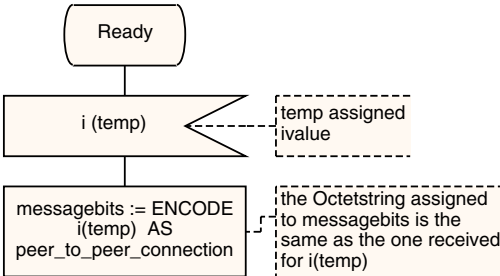 Ready
i (temp)
temp assigned
ivalue
messagebits := ENCODE
i(temp) AS
peer_to_peer_connection
the Octetstring assigned
to messagebits is the
same as the one received
for i(temp)